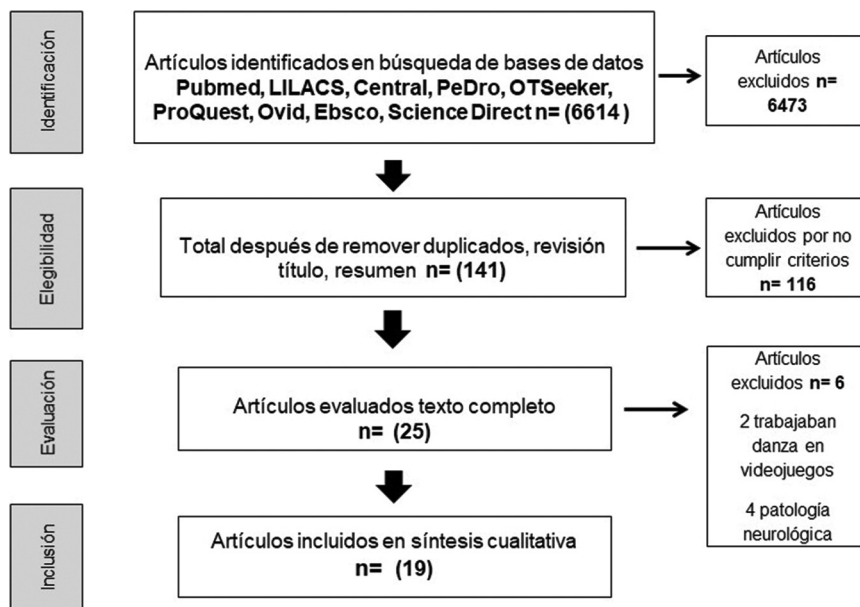 Identificación
Artículos identificados en búsqueda de bases de datos
Pubmed, LILACS, Central, PeDro, OTSeeker,
ProQuest, Ovid, Ebsco, Science Direct n= (6614 )
Artículos
excluidos n=
6473
Elegibilidad
Total después de remover duplicados, revisión
título, resumen n= (141)
Artículos
excluidos por no
cumplir criterios
n= 116
Evaluación
Artículos evaluados texto completo
n= (25)
Artículos
excluidos n= 6
2 trabajaban
danza en
videojuegos
4 patología
neurológica
Inclusión
Artículos incluidos en síntesis cualitativa
n= (19)